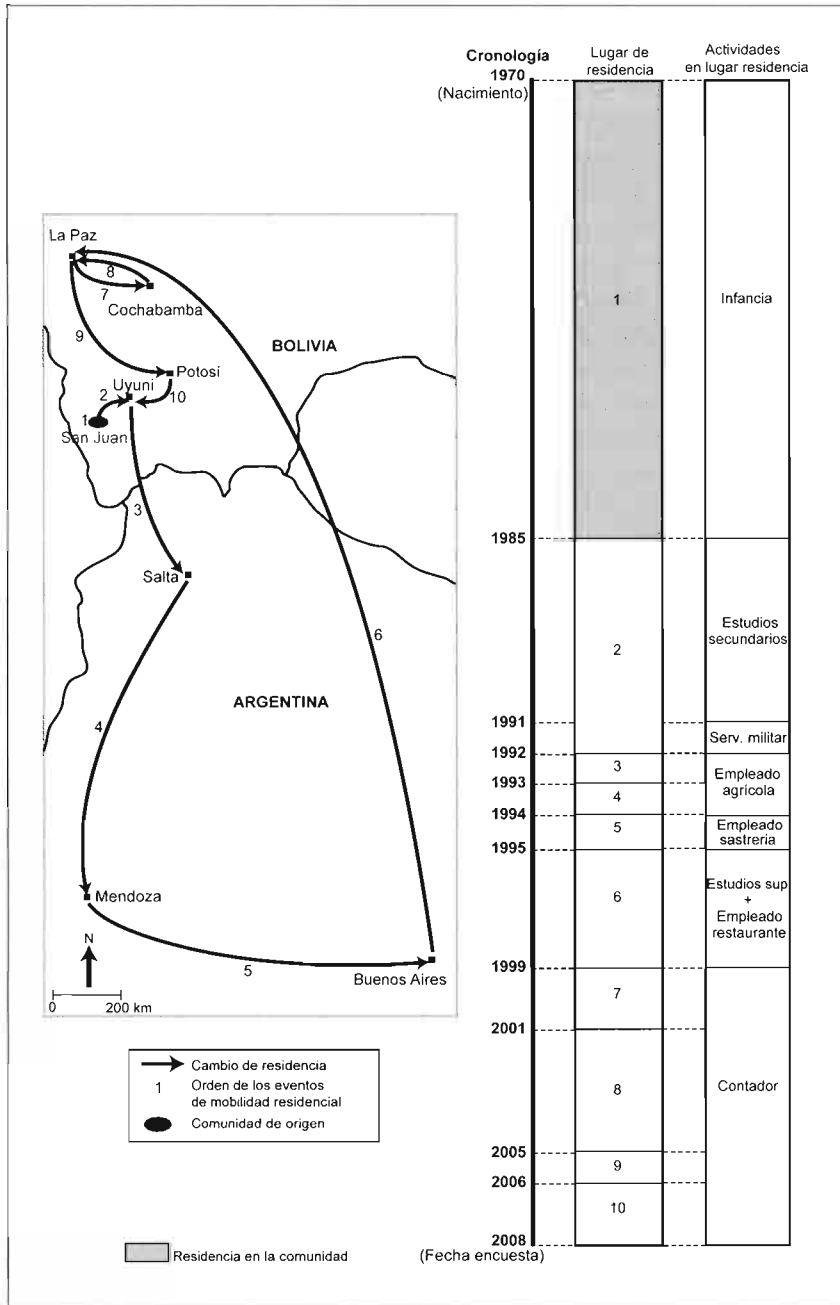 Cronología
1970
(Nacimiento)
Lugar de
residencia
Actividades
en lugar residencia
La Paz
8
7
Cochabamba
9
BOLIVIA
Potosí
Uyuni
2
10
1
San Juan
3
Salta
6
ARGENTINA
4
Mendoza
N
5
Buenos Aires
0
200 km
Cambio de residencia
1
Orden de los eventos
de mobilidad residencial
Comunidad de origen
Residencia en la comunidad
1
Infancia
1985
2
Estudios
secundarios
1991
Serv. militar
1992
3
Empleado
agrícola
1993
4
1994
5
Empleado
sastreria
1995
6
Estudios sup
+
Empleado
restaurante
1999
7
2001
8
Contador
2005
9
2006
10
2008
(Fecha encuesta)